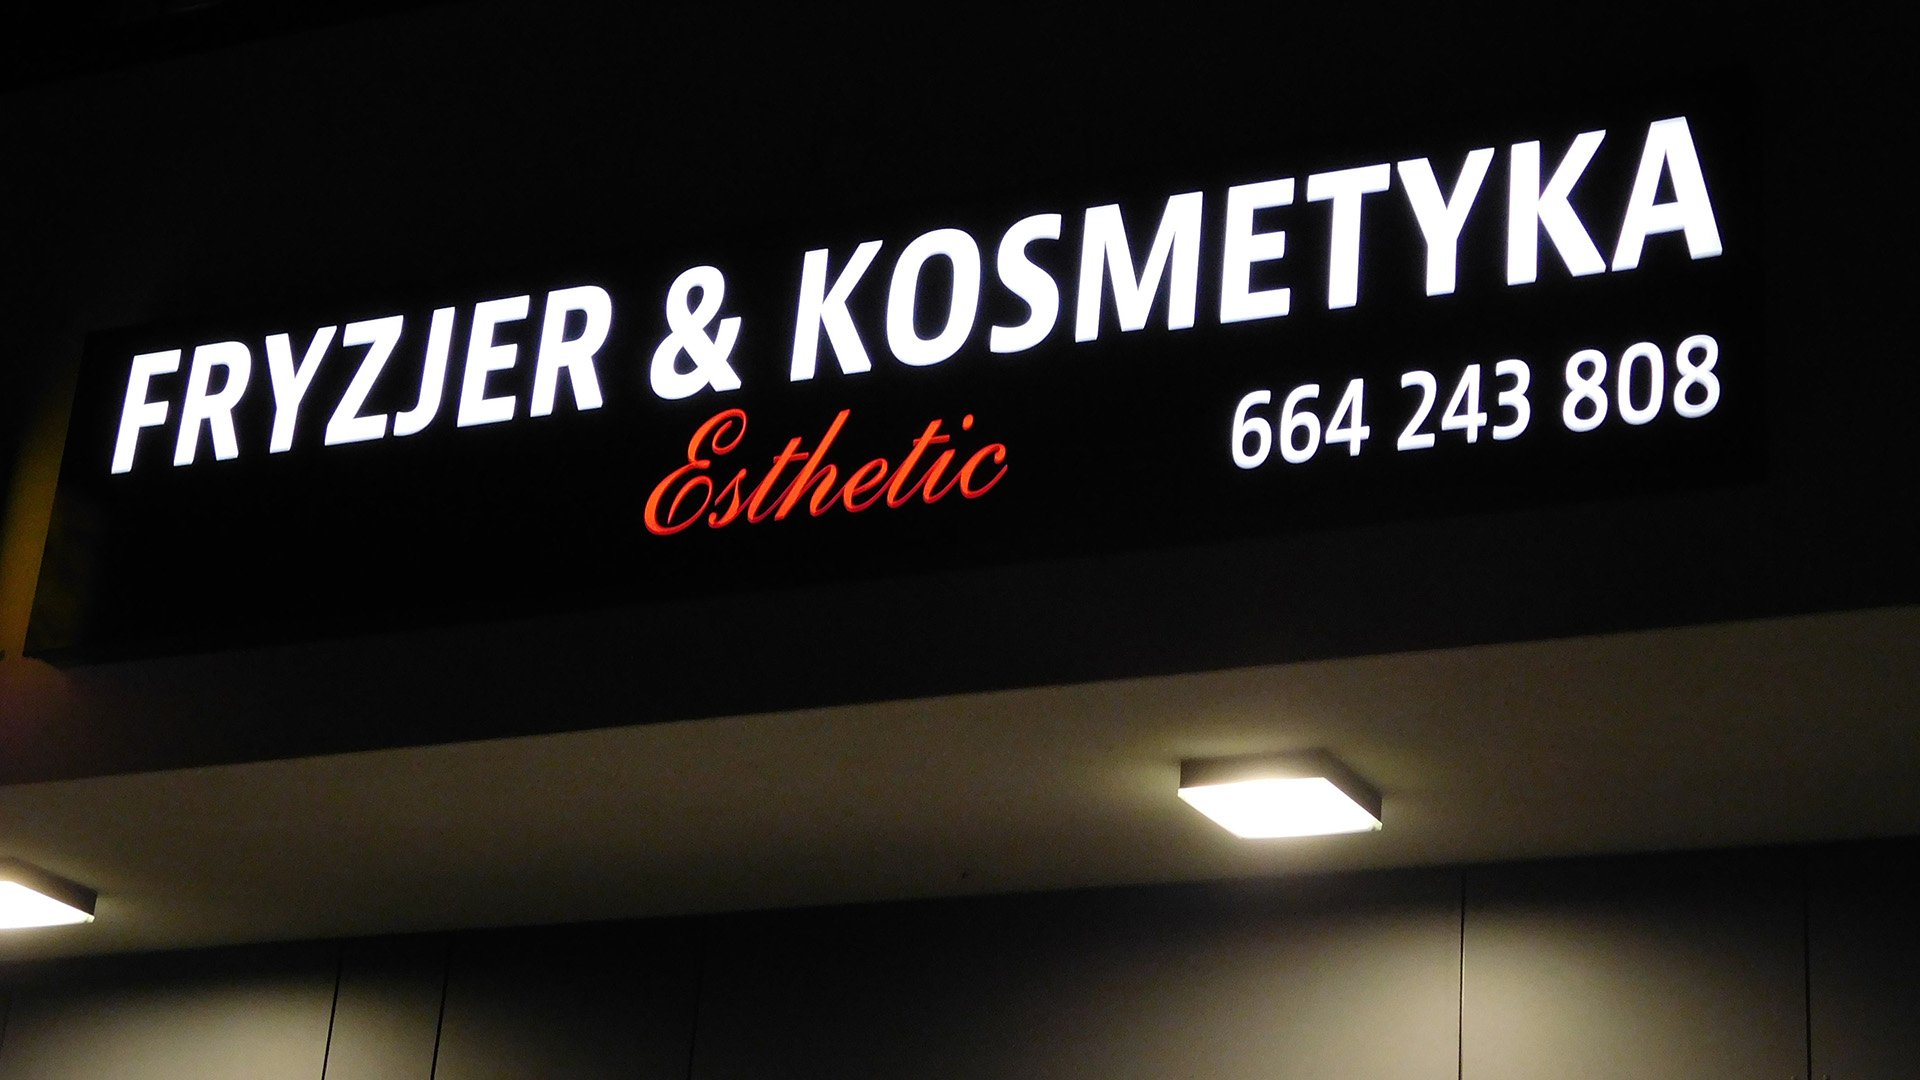 FRYZJER & KOSMETYKA
Esthetic
664 243 808